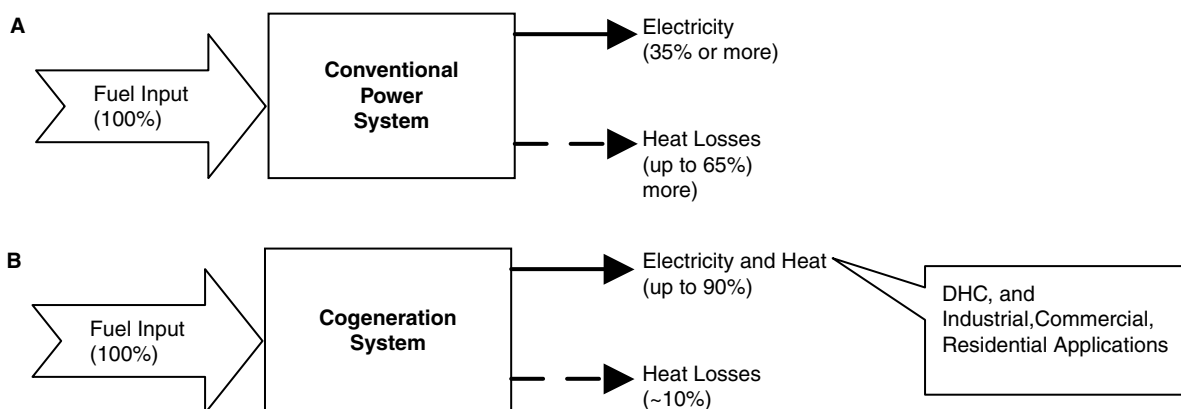 A
Fuel Input
(100%)
Conventional
Power
System
Electricity
(35% or more)
Heat Losses
(up to 65%)
more)
B
Fuel Input
(100%)
Cogeneration
System
Electricity and Heat
(up to 90%)
Heat Losses
(~10%)
DHC, and
Industrial,Commercial,
Residential Applications